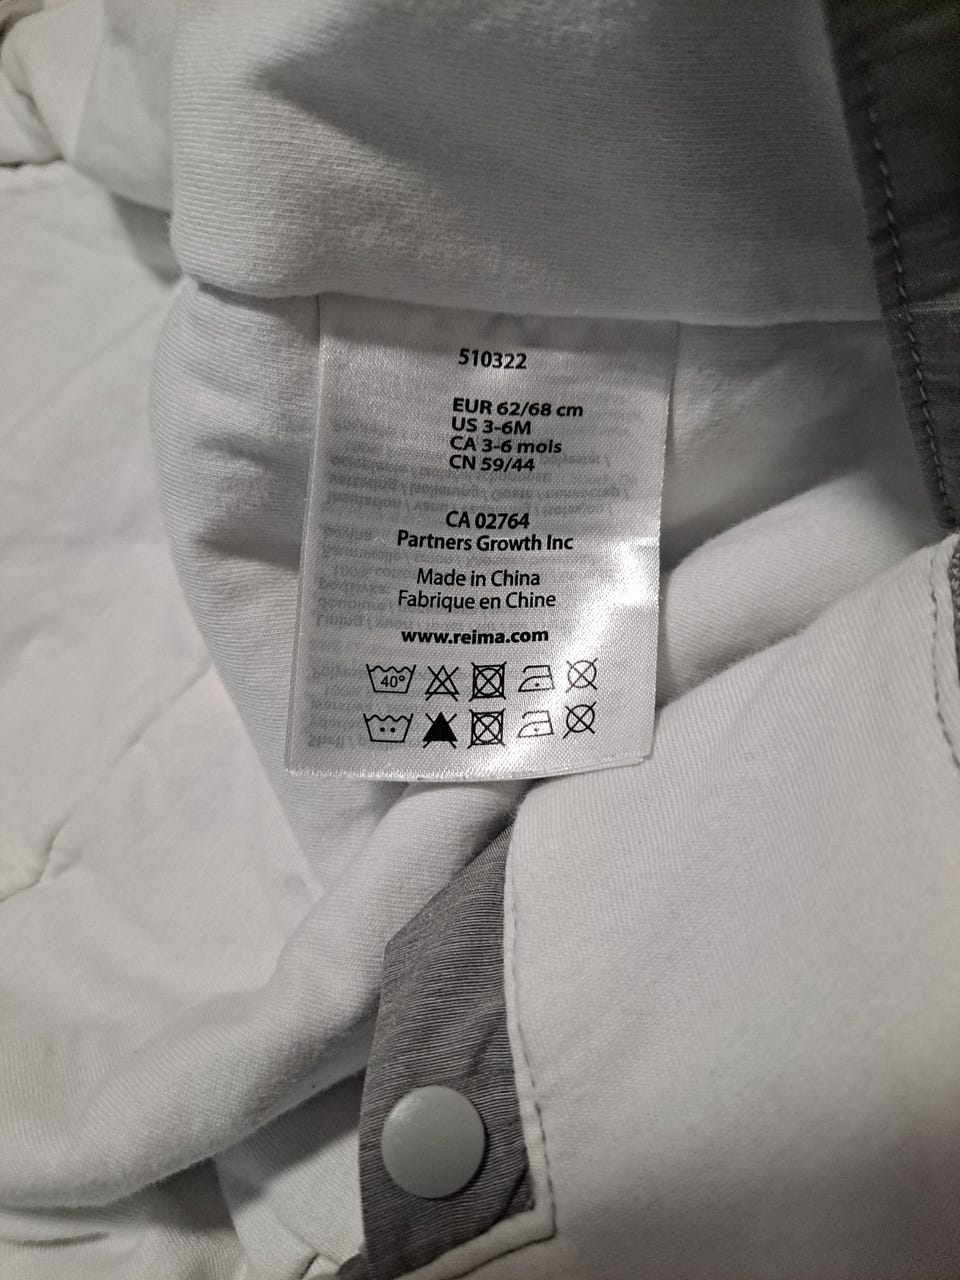 510322
EUR 62/68 cm
US 3-6M
CA 3-6 mois
CN 59/44
CA 02764
Partners Growth Inc
Made in China
Fabrique en Chine
www.reima.com
40°